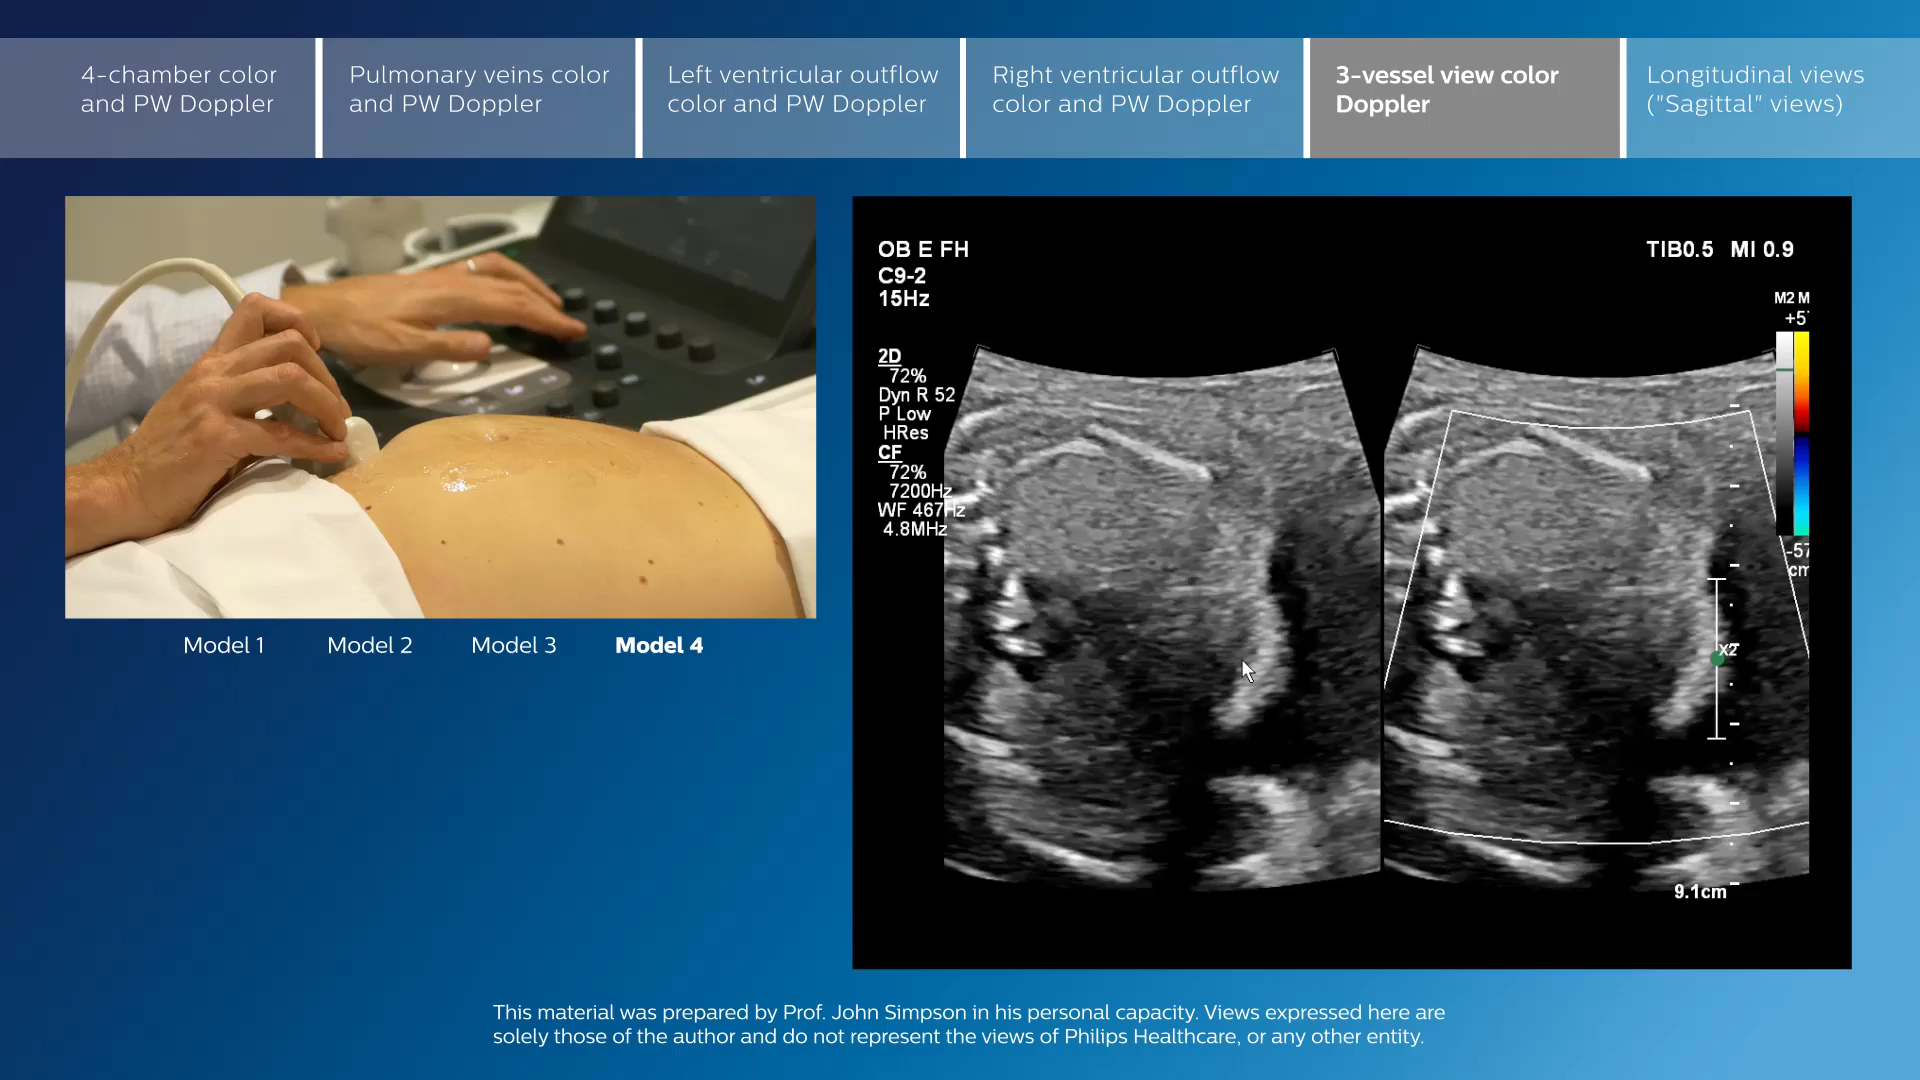 4-chamber color
and PW Doppler
Pulmonary veins color
and PW Doppler
Left ventricular outflow
color and PW Doppler
Right ventricular outflow
color and PW Doppler
3-vessel view color
Doppler
Longitudinal views
("Sagittal" views)
Model 1
Model 2
Model 3
Model 4
OB E FH
C9-2
15Hz
2D
72%
Dyn R 52
P Low
HRes
CF
72%
7200Hz
WF 467Hz
4.8MHz
TIB0.5 MI 0.9
M2 M
+5
-57
cm
x2
9.1cm
This material was prepared by Prof. John Simpson in his personal capacity. Views expressed here are
solely those of the author and do not represent the views of Philips Healthcare, or any other entity.